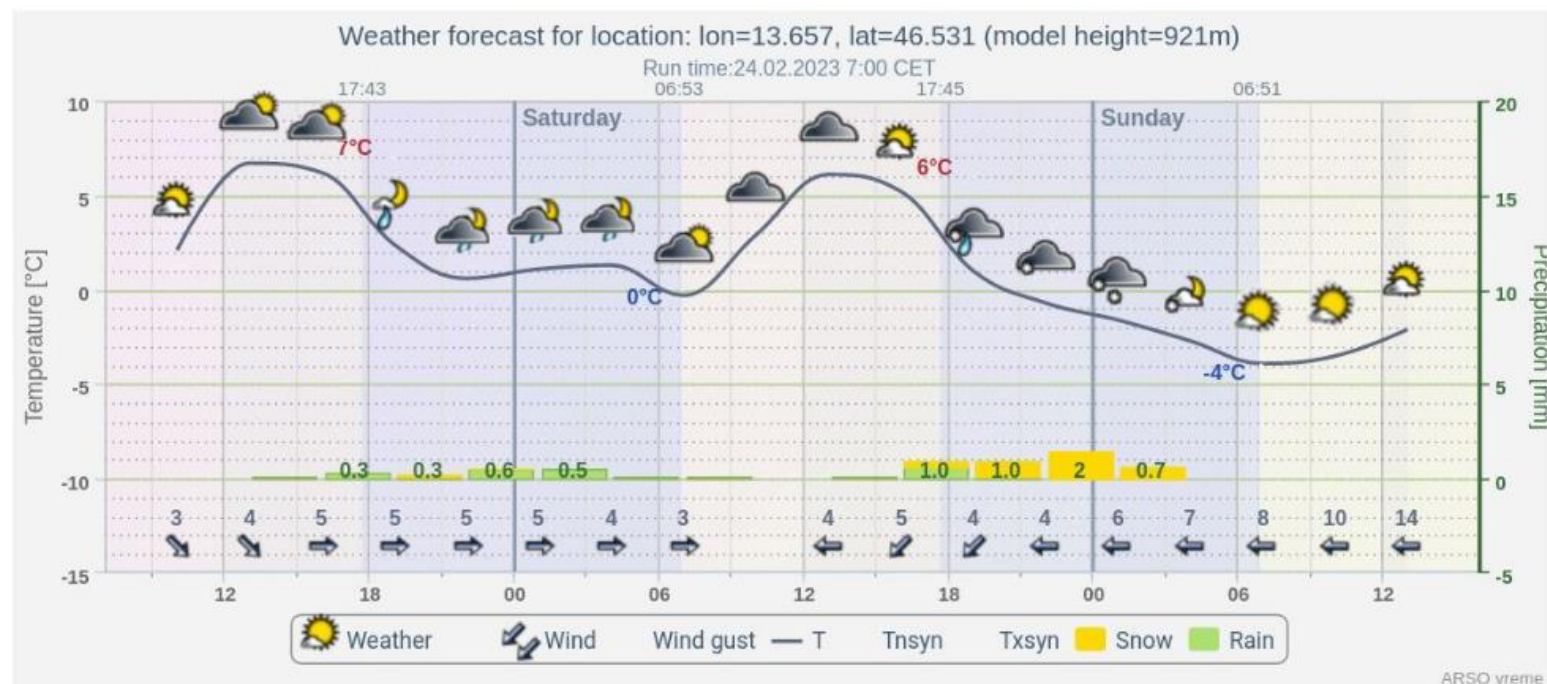 Weather forecast for location: lon=13.657, lat=46.531 (model height=921m)
Run time:24.02.2023 7:00 CET
17:43 06:53 17:45 06:51
10 Saturday Sunday 20
7°C 6°C
5 15
Temperature [°C] Precipitation [mm]
0 0°C 10
-5 -4°C 5
0.3 0.3 0.6 0.5 1.0 1.0 2 0.7
-10 0
3 4 5 5 5 5 4 3 4 5 4 4 6 7 8 10 14
-15 -5
12 18 00 06 12 18 00 06 12
Weather Wind Wind gust T Tnsyn Txsyn Snow Rain
ARSO vreme